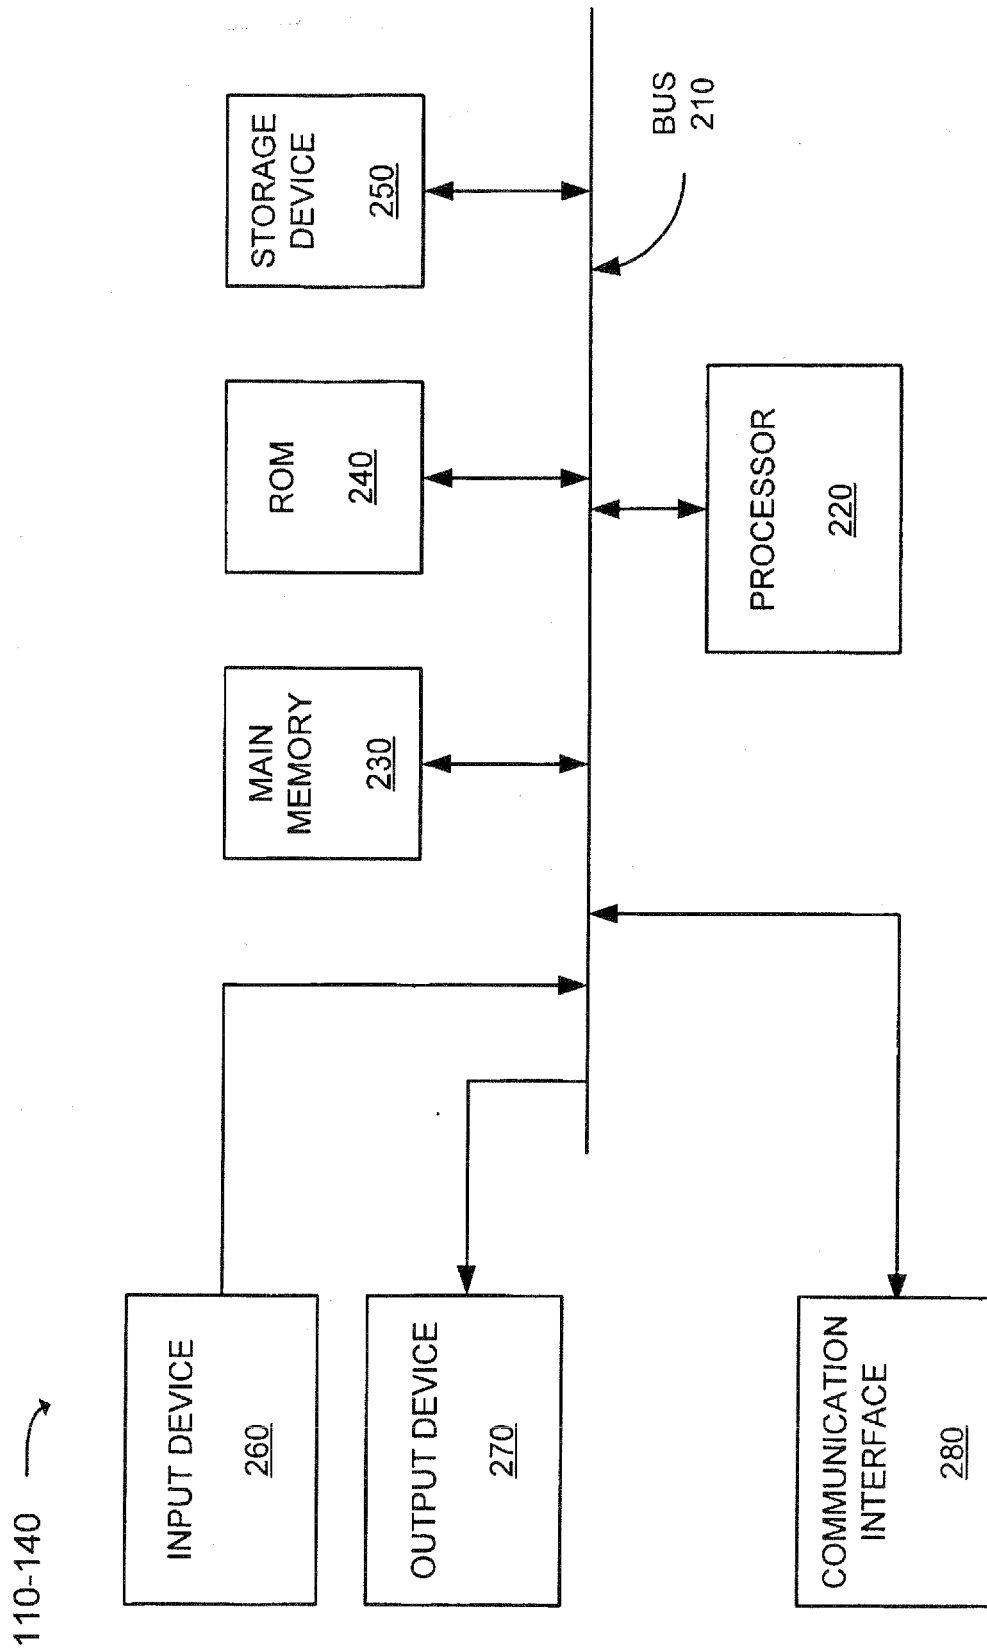 110-140
INPUT DEVICE
260
OUTPUT DEVICE
270
COMMUNICATION
INTERFACE
280
MAIN
MEMORY
230
ROM
240
STORAGE
DEVICE
250
PROCESSOR
220
BUS
210